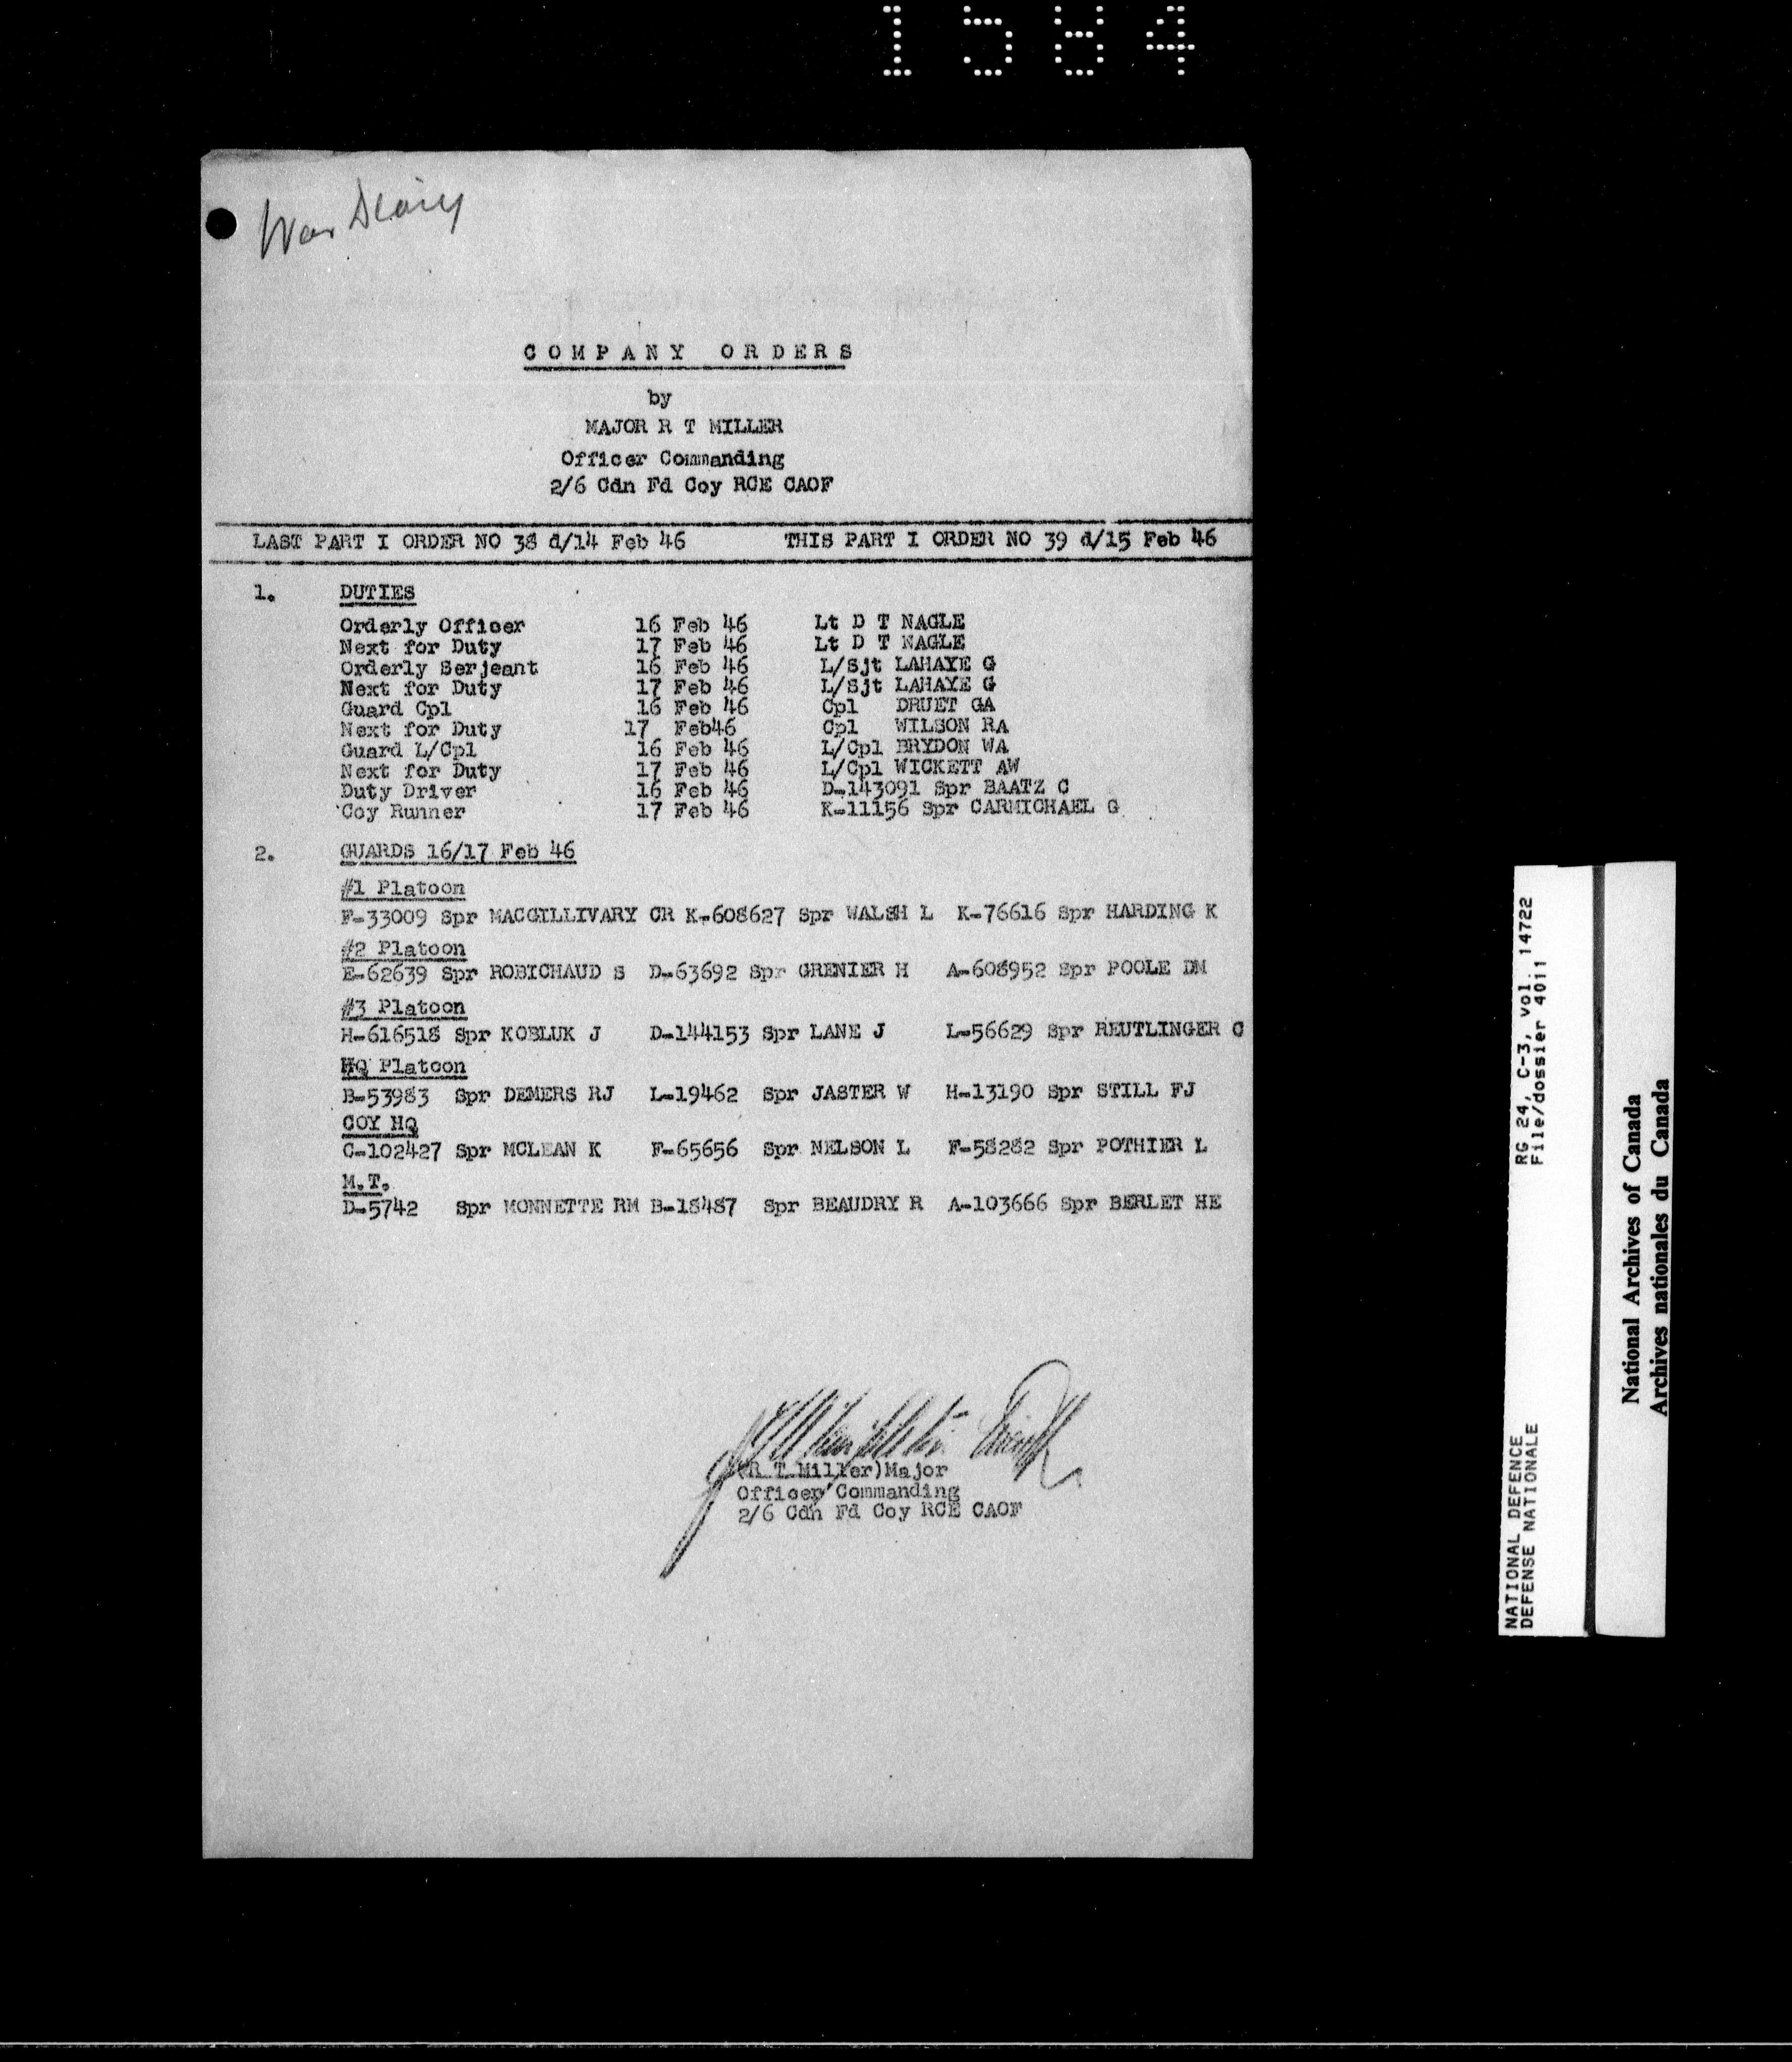 1584
War Diary
COMPANY ORDERS
by
MAJOR R T MILLER
Officer Commanding
2/6 Cdn Fd Coy RCE CAOF
LAST PART I ORDER NO 38 d/14 Feb 46 THIS PART I ORDER NO 39 d/15 Feb 46
1. DUTIES
Orderly Officer 16 Feb 46 Lt D T NAGLE
Next for Duty 17 Feb 46 Lt D T NAGLE
Orderly Serjeant 16 Feb 46 L/Sjt LAHAYE G
Next for Duty 17 Feb 46 L/Sjt LAHAYE G
Guard Cpl 16 Feb 46 Cpl DRUET GA
Next for Duty 17 Feb46 Cpl WILSON RA
Guard L/Cpl 16 Feb 46 L/Cpl BRYDON WA
Next for Duty 17 Feb 46 L/Cpl WICKETT AW
Duty Driver 16 Feb 46 D-143091 Spr BAATZ C
Coy Runner 17 Feb 46 K-11156 Spr CARMICHAEL G
2. GUARDS 16/17 Feb 46
#1 Platoon
F-33009 Spr MACGILLIVARY CR K-608627 Spr WALSH L K-76616 Spr HARDING K
#2 Platoon
E-62639 Spr ROBICHAUD S D-63692 Spr GRENIER H A-608952 Spr POOLE DM
#3 Platoon
H-616518 Spr KOBLUK J D-144153 Spr LANE J L-56629 Spr REUTLINGER C
HQ Platoon
B-53983 Spr DEMERS RJ L-19462 Spr JASTER W H-13190 Spr STILL FJ
COY HQ
C-102427 Spr MCLEAN K F-65656 Spr NELSON L F-58282 Spr POTHIER L
M.T.
D-5742 Spr MONNETTE RM B-18487 Spr BEAUDRY R A-103666 Spr BERLET HE
(R T Miller)Major
Officer Commanding
2/6 Cdn Fd Coy RCE CAOF
RG 24, C-3, vol. 14722
File/dossier 4011
NATIONAL DEFENCE
DEFENSE NATIONALE
National Archives of Canada
Archives nationales du Canada